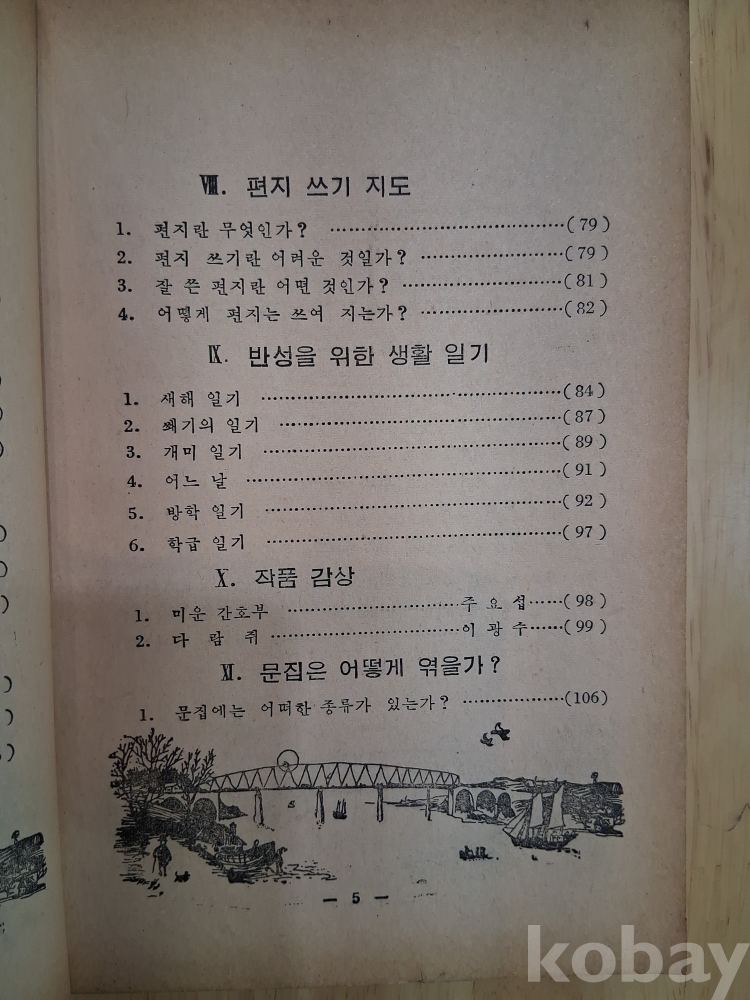 Ⅷ. 편지 쓰기 지도
1. 편지란 무엇인가? ……………………………(79)
2. 편지 쓰기란 어려운 것일가? ………………(79)
3. 잘 쓴 편지란 어떤 것인가? …………………(81)
4. 어떻게 편지는 쓰여 지는가? ………………(82)
Ⅸ. 반성을 위한 생활 일기
1. 새해 일기 ……………………………………(84)
2. 쾌기의 일기 …………………………………(87)
3. 개미 일기 ……………………………………(89)
4. 어느 날 ………………………………………(91)
5. 방학 일기 ……………………………………(92)
6. 학급 일기 ……………………………………(97)
Ⅹ. 작품 감상
1. 미운 간호부 ……………………주 요 섭……(98)
2. 다 람 쥐 ………………………이 광 수……(99)
Ⅺ. 문집은 어떻게 엮을가?
1. 문집에는 어떠한 종류가 있는가? …………(106)
— 5 —
kobay